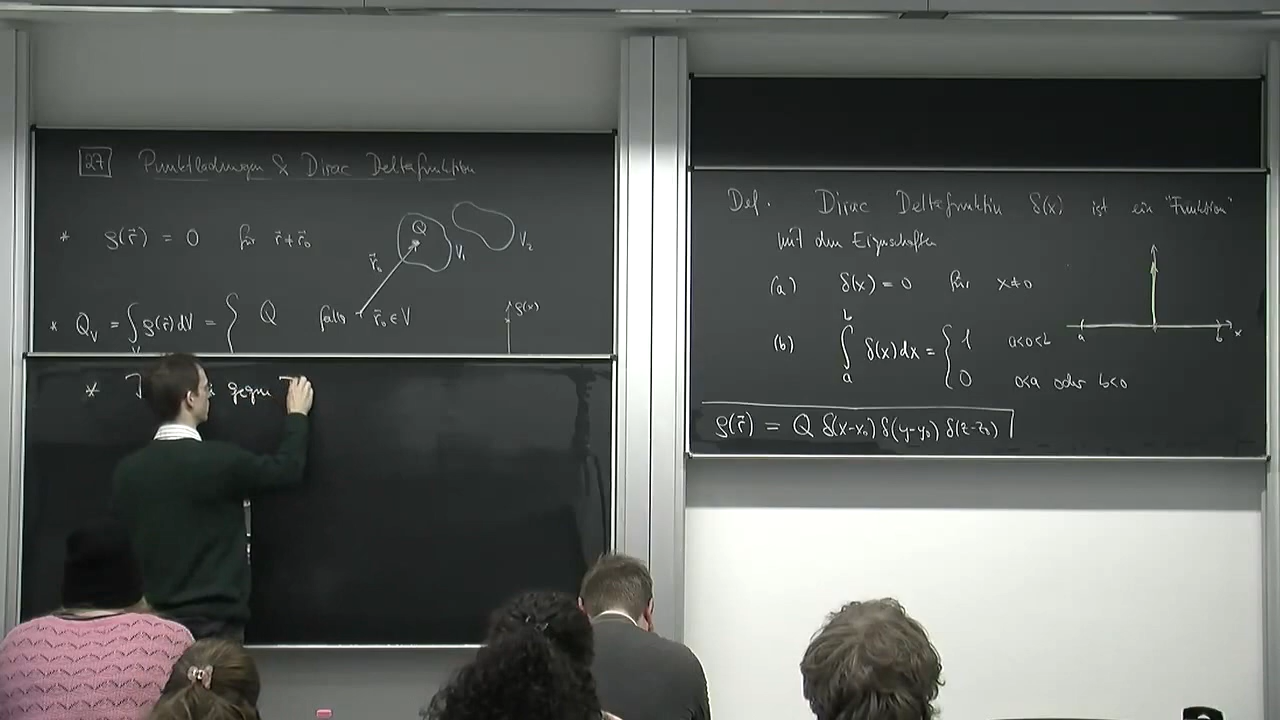 27 Punktladungen & Dirac Deltafunktion
* ρ(r⃗) = 0 für r⃗ ≠ r⃗₀
Q
r⃗₀
V₁
V₂
* Q_V = ∫_V ρ(r⃗) dV = { Q falls r⃗₀ ∈ V
ρ(x)
* gegen
Def. Dirac Deltafunktion δ(x) ist ein "Funktion"
mit den Eigenschaften
(a) δ(x) = 0 für x≠0
(b) ∫_a^b δ(x) dx = { 1 a<0<b
0 0<a oder b<0
a b x
ρ(r⃗) = Q δ(x-x₀) δ(y-y₀) δ(z-z₀)